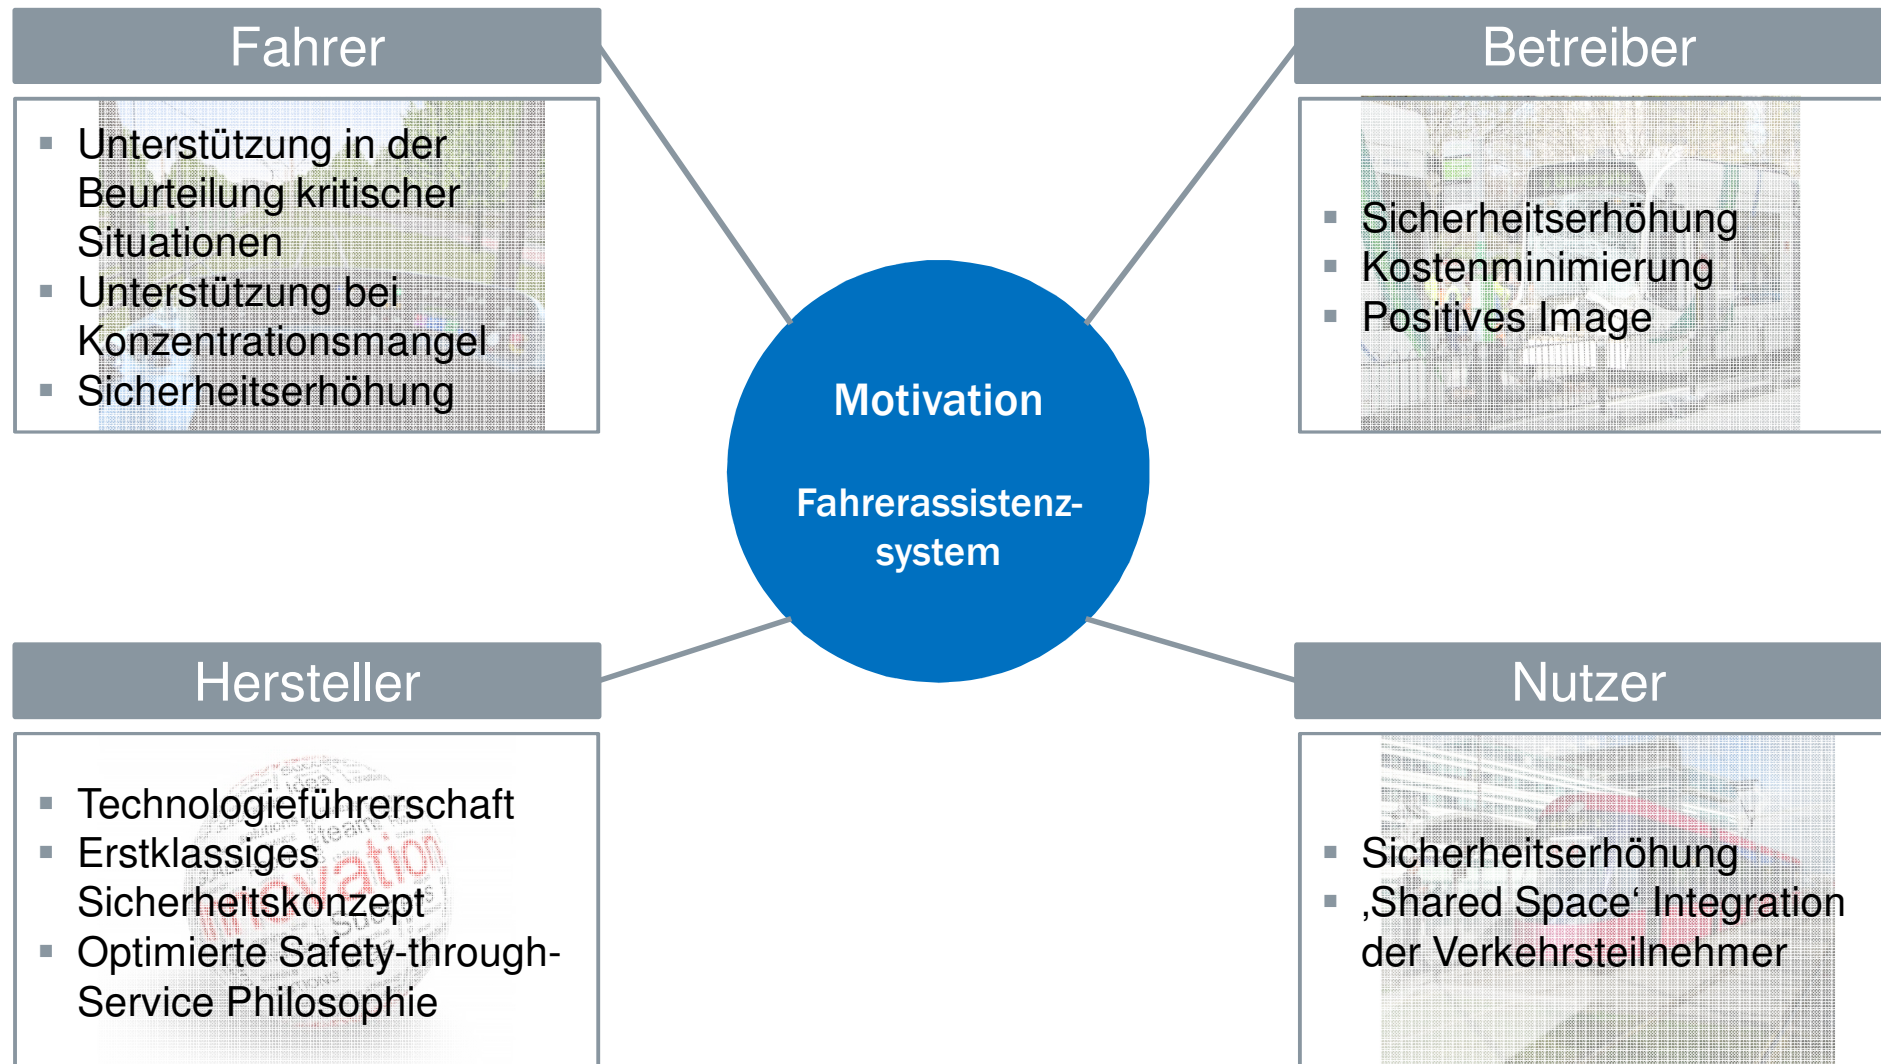 Fahrer
Unterstützung in der
Beurteilung kritischer
Situationen
Unterstützung bei
Konzentrationsmangel
Sicherheitserhöhung
Betreiber
Sicherheitserhöhung
Kostenminimierung
Positives Image
Motivation
Fahrerassistenz-
system
Hersteller
Technologieführerschaft
Erstklassiges
Sicherheitskonzept
Optimierte Safety-through-
Service Philosophie
innovation
Nutzer
Sicherheitserhöhung
‚Shared Space‘ Integration
der Verkehrsteilnehmer